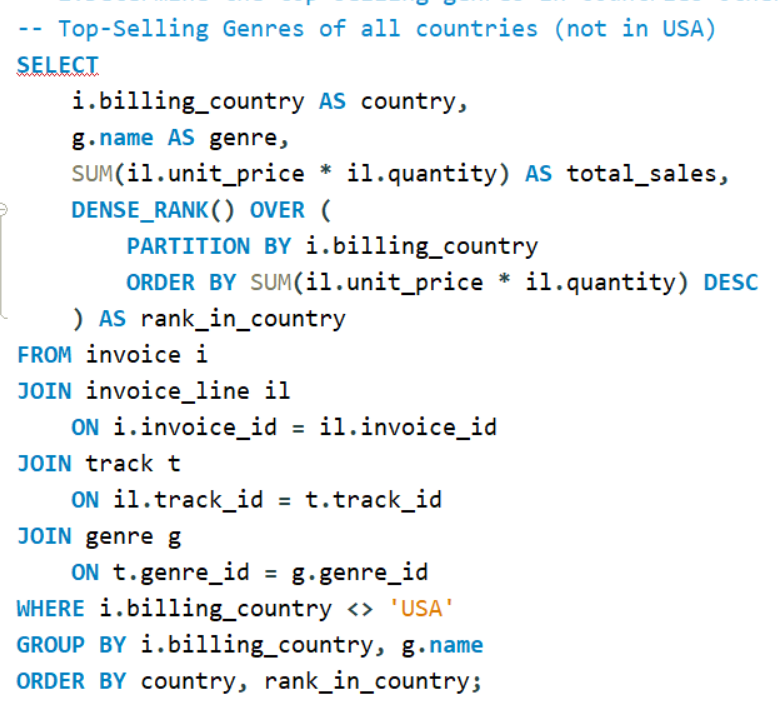 -- Top-Selling Genres of all countries (not in USA)
SELECT
    i.billing_country AS country,
    g.name AS genre,
    SUM(il.unit_price * il.quantity) AS total_sales,
    DENSE_RANK() OVER (
        PARTITION BY i.billing_country
        ORDER BY SUM(il.unit_price * il.quantity) DESC
    ) AS rank_in_country
FROM invoice i
JOIN invoice_line il
    ON i.invoice_id = il.invoice_id
JOIN track t
    ON il.track_id = t.track_id
JOIN genre g
    ON t.genre_id = g.genre_id
WHERE i.billing_country <> 'USA'
GROUP BY i.billing_country, g.name
ORDER BY country, rank_in_country;